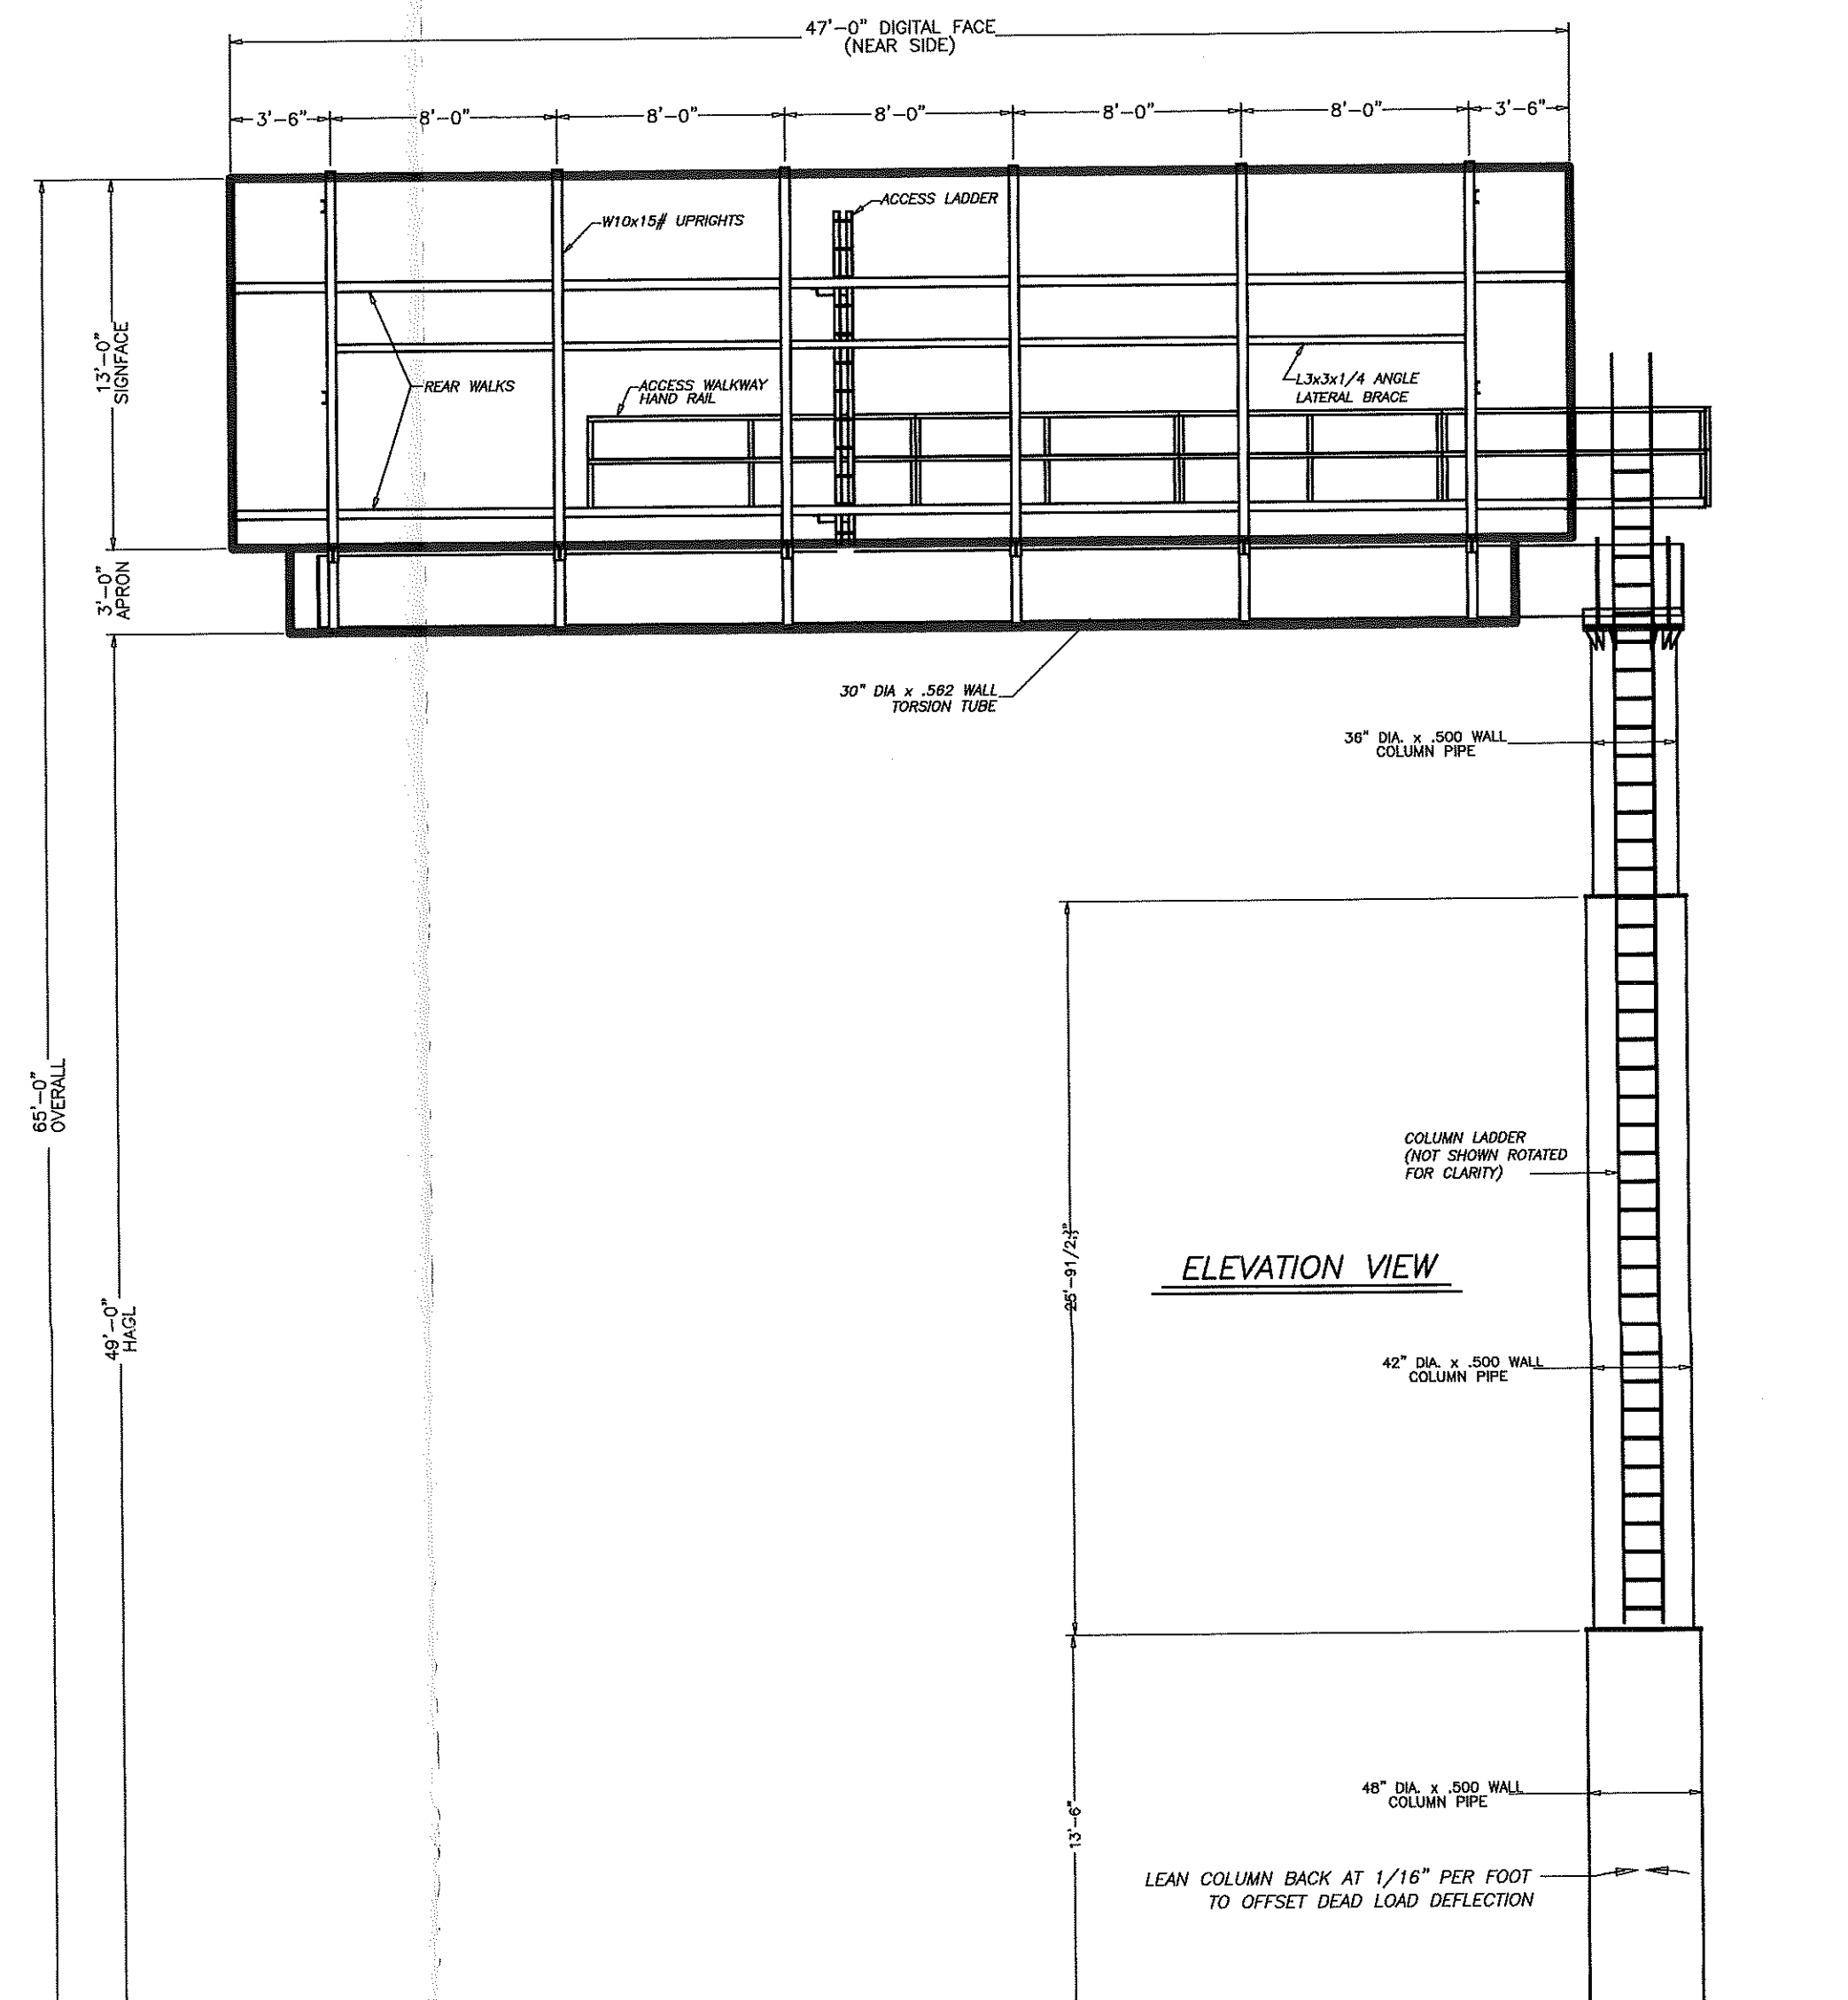 47'-0" DIGITAL FACE
(NEAR SIDE)
3'-6" 8'-0" 8'-0" 8'-0" 8'-0" 8'-0" 3'-6"
ACCESS LADDER
W10x15# UPRIGHTS
13'-0"
SIGNFACE
REAR WALKS
ACCESS WALKWAY
HAND RAIL
L3x3x1/4 ANGLE
LATERAL BRACE
3'-0"
APRON
30" DIA x .562 WALL
TORSION TUBE
36" DIA. x .500 WALL
COLUMN PIPE
65'-0"
OVERALL
COLUMN LADDER
(NOT SHOWN ROTATED
FOR CLARITY)
ELEVATION VIEW
49'-0"
HAGL
42" DIA. x .500 WALL
COLUMN PIPE
48" DIA. x .500 WALL
COLUMN PIPE
13'-6"
LEAN COLUMN BACK AT 1/16" PER FOOT
TO OFFSET DEAD LOAD DEFLECTION